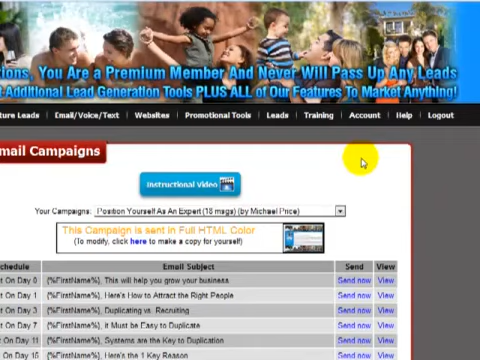 tions, You Are a Premium Member And Never Will Pass Up Any Leads
t Additional Lead Generation Tools PLUS ALL of Our Features To Market Anything!
ture Leads Email/Voice/Text Websites Promotional Tools Leads Training Account Help Logout
mail Campaigns
Instructional Video
Your Campaigns: Position Yourself As An Expert (18 msgs) (by Michael Price)
This Campaign is sent in Full HTML Color
(To modify, click here to make a copy for yourself)
chedule Email Subject Send View
t On Day 0 {%FirstName%}, This will help you grow your business Send now View
t On Day 1 {%FirstName%}, Here's How to Attract the Right People Send now View
t On Day 3 {%FirstName%}, Duplicating vs. Recruiting Send now View
t On Day 7 {%FirstName%}, It Must be Easy to Duplicate Send now View
t On Day 11 {%FirstName%}, Systems are the Key to Duplication Send now View
t On Day 15 {%FirstName%}, Here's the 1 Key Reason Send now View